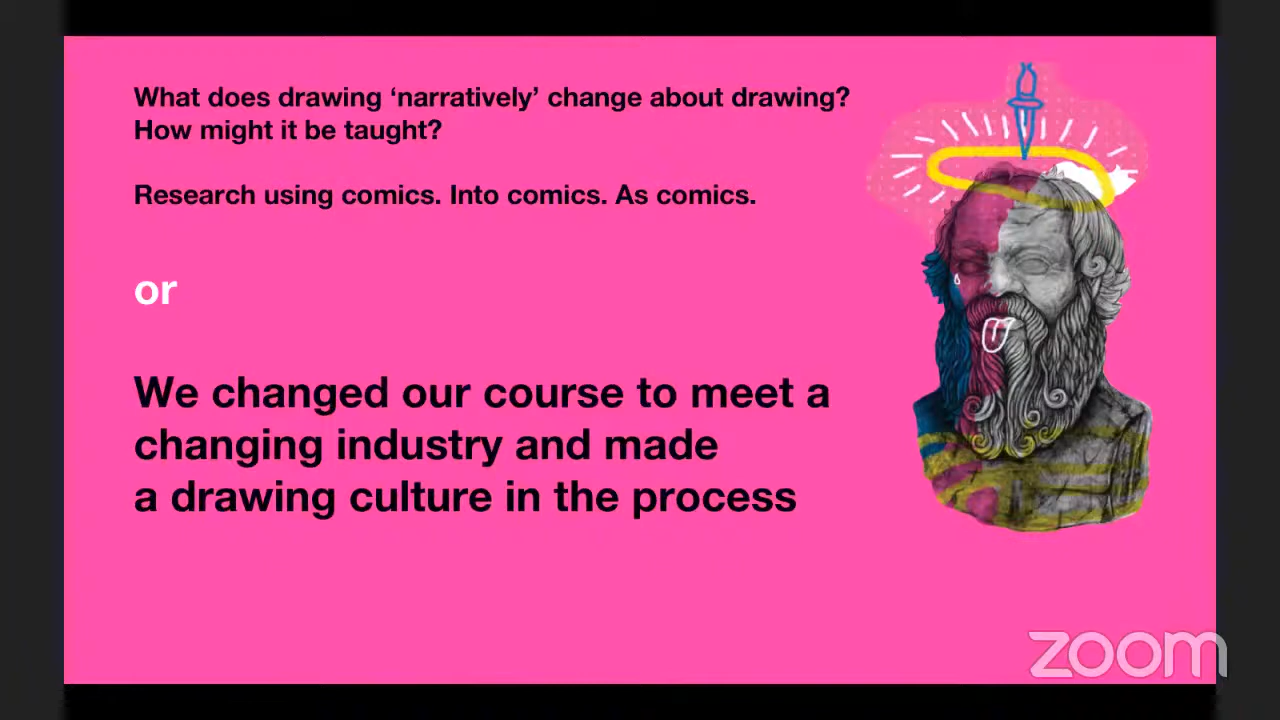 What does drawing ‘narratively’ change about drawing?
How might it be taught?
Research using comics. Into comics. As comics.
or
We changed our course to meet a
changing industry and made
a drawing culture in the process
zoom